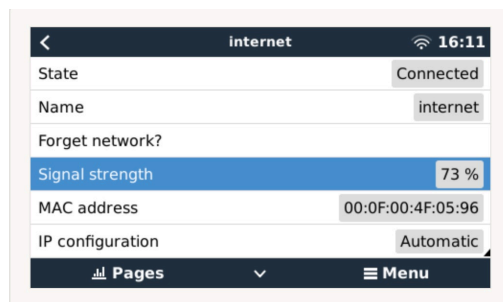 internet 16:11
State Connected
Name internet
Forget network?
Signal strength 73 %
MAC address 00:0F:00:4F:05:96
IP configuration Automatic
Pages Menu